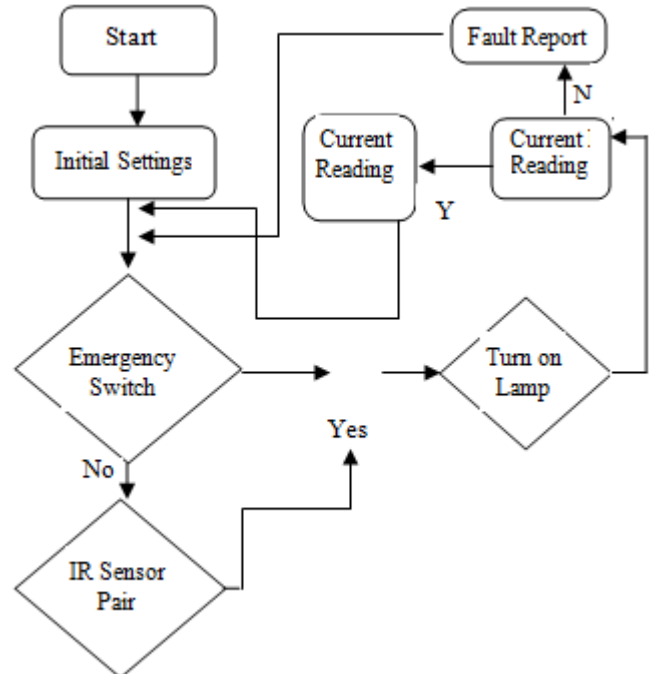 Start
Fault Report
N
Initial Settings
Current
Reading
Current
Reading
Y
Emergency
Switch
Turn on
Lamp
Yes
No
IR Sensor
Pair